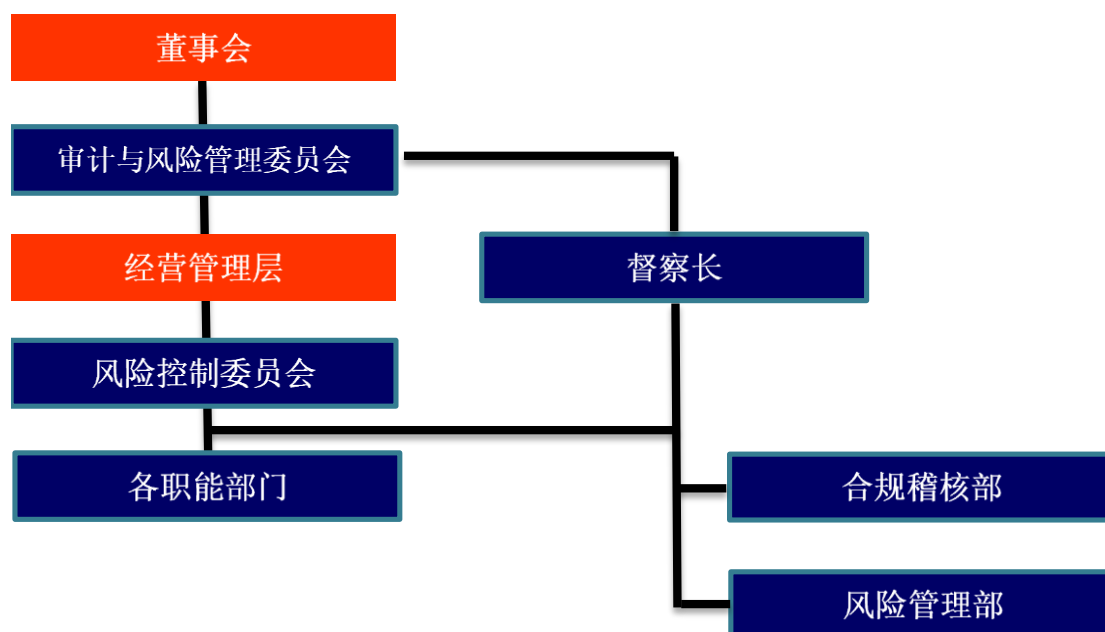 董事会
审计与风险管理委员会
经营管理层
督察长
风险控制委员会
各职能部门
合规稽核部
风险管理部